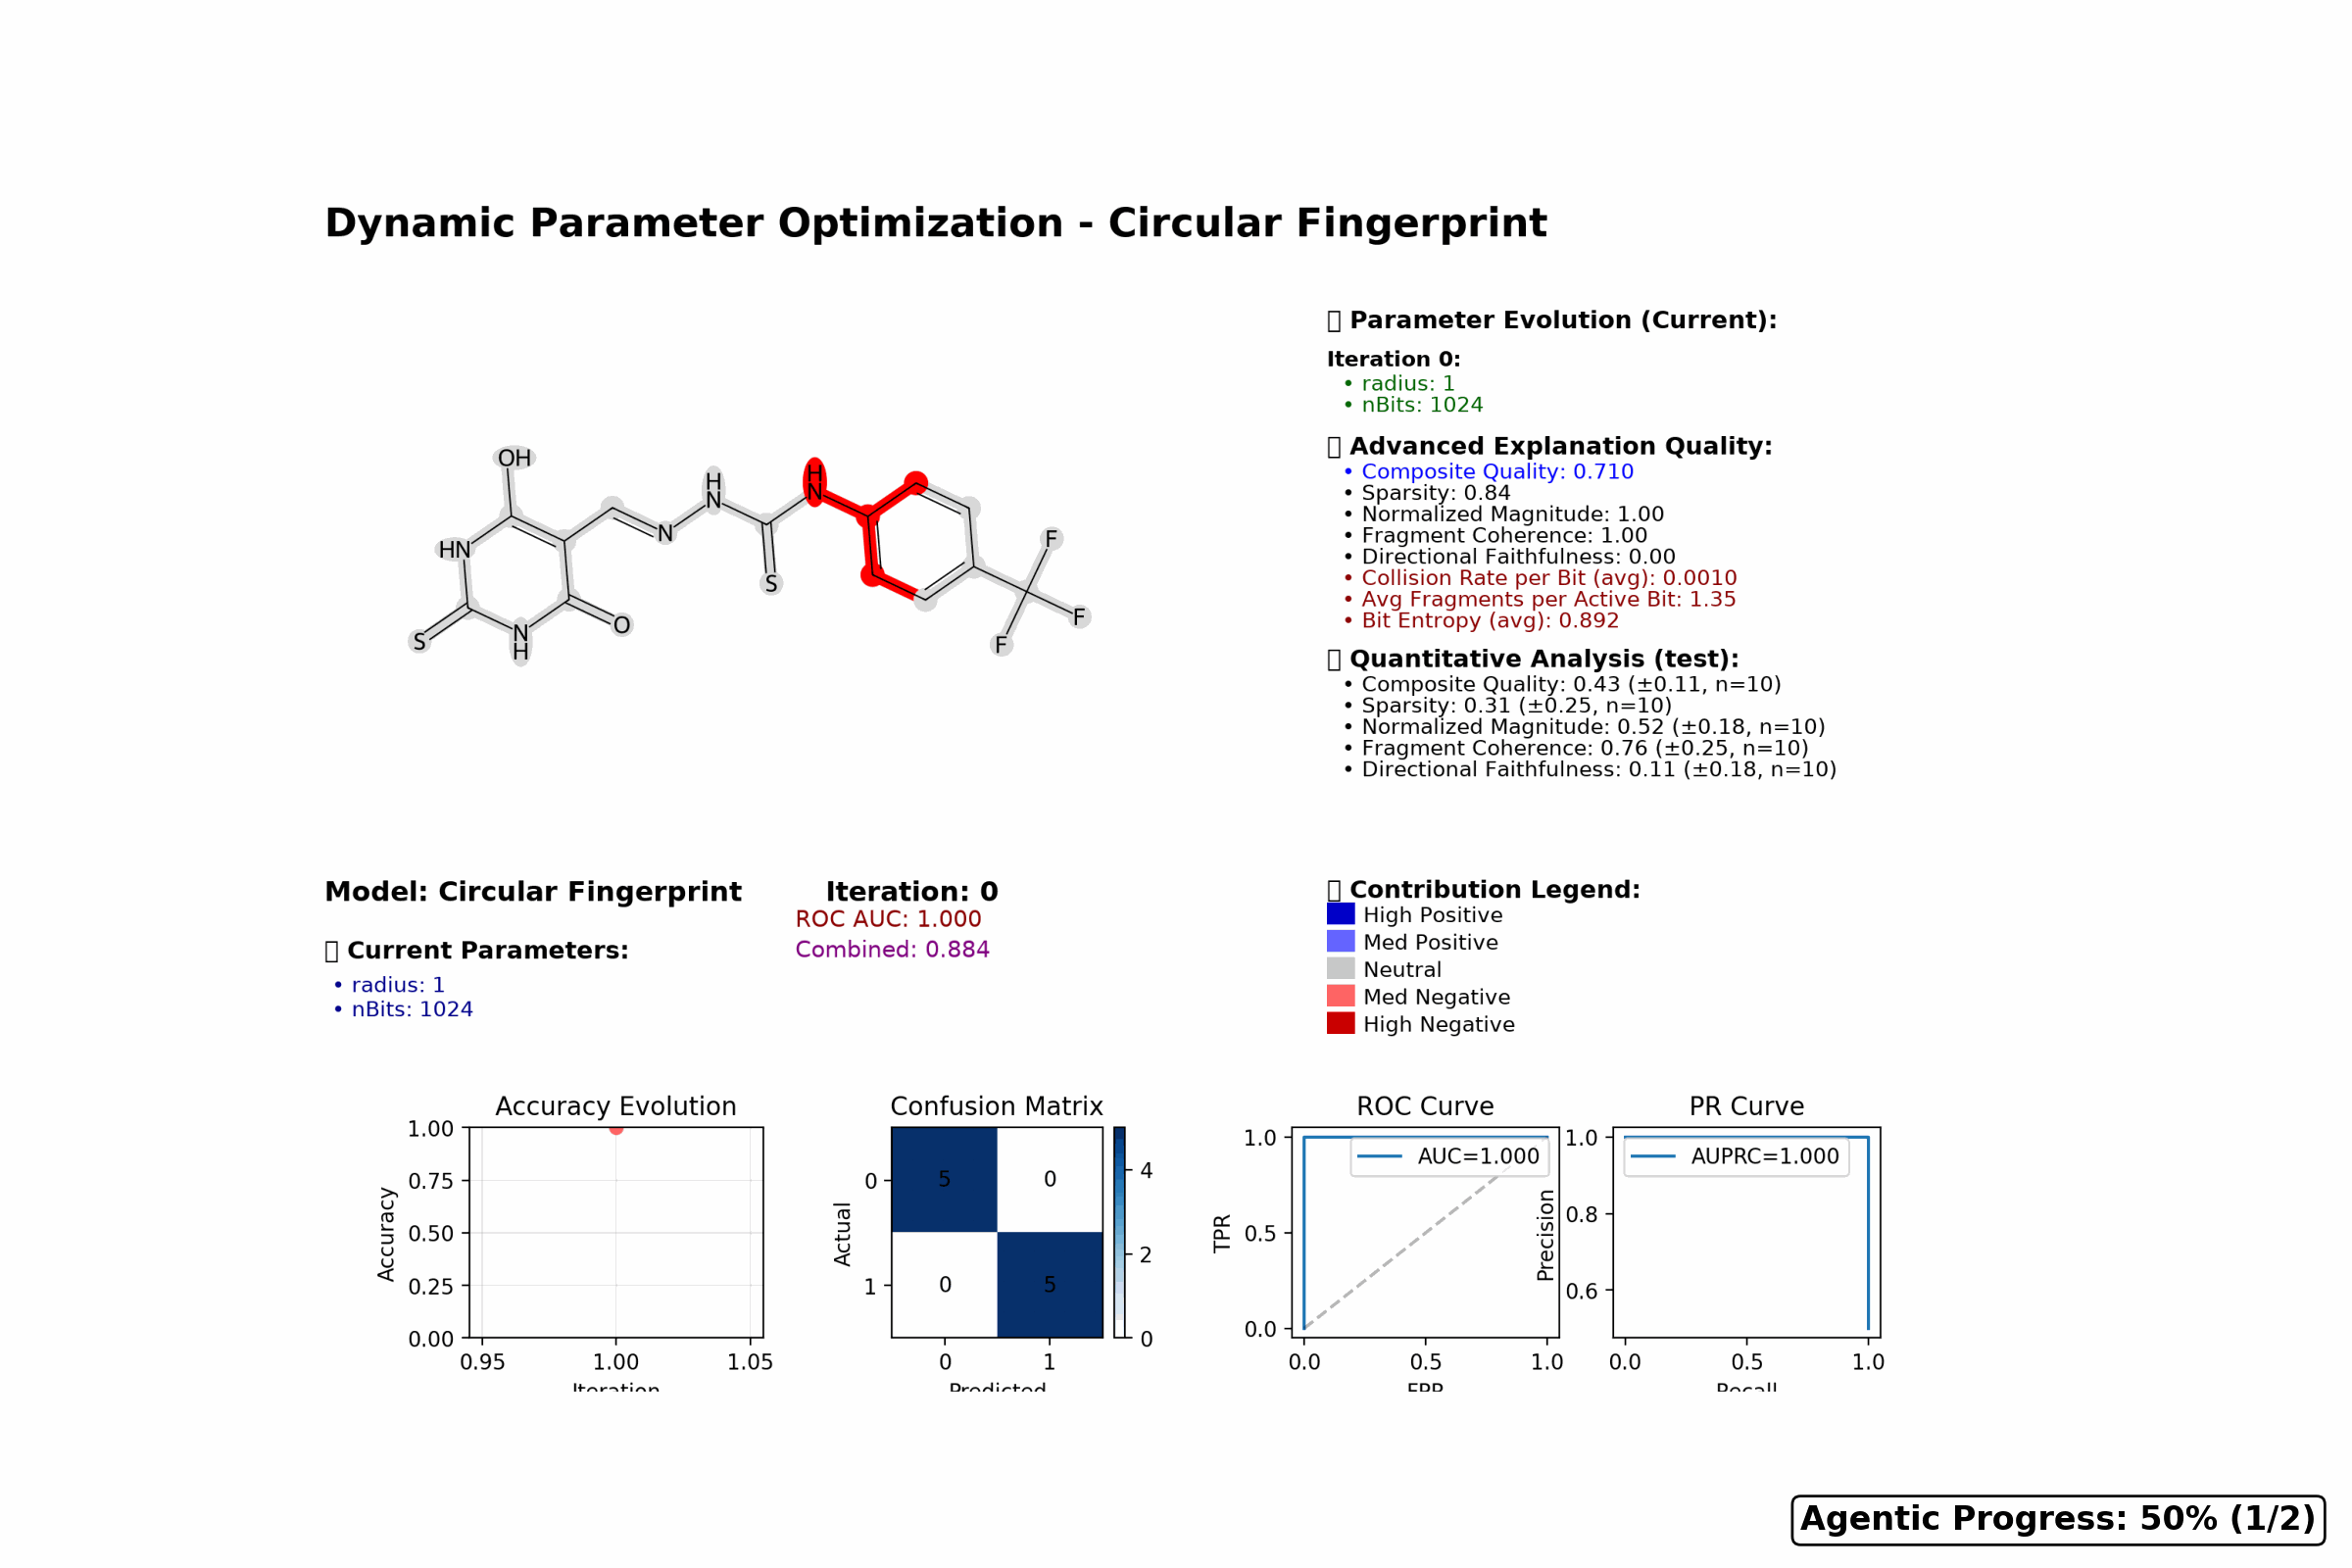 Dynamic Parameter Optimization - Circular Fingerprint
OH
HN
S
N
H
O
N
H
N
S
H
N
F
F
F
Parameter Evolution (Current):
Iteration 0:
• radius: 1
• nBits: 1024
Advanced Explanation Quality:
• Composite Quality: 0.710
• Sparsity: 0.84
• Normalized Magnitude: 1.00
• Fragment Coherence: 1.00
• Directional Faithfulness: 0.00
• Collision Rate per Bit (avg): 0.0010
• Avg Fragments per Active Bit: 1.35
• Bit Entropy (avg): 0.892
Quantitative Analysis (test):
• Composite Quality: 0.43 (±0.11, n=10)
• Sparsity: 0.31 (±0.25, n=10)
• Normalized Magnitude: 0.52 (±0.18, n=10)
• Fragment Coherence: 0.76 (±0.25, n=10)
• Directional Faithfulness: 0.11 (±0.18, n=10)
Model: Circular Fingerprint
Iteration: 0
ROC AUC: 1.000
Combined: 0.884
Current Parameters:
• radius: 1
• nBits: 1024
Contribution Legend:
High Positive
Med Positive
Neutral
Med Negative
High Negative
Accuracy Evolution
Accuracy
1.00
0.75
0.50
0.25
0.00
0.95 1.00 1.05
Iteration
Confusion Matrix
Actual
0
1
5 0
0 5
0 1
Predicted
4
2
0
ROC Curve
TPR
1.0
0.5
0.0
AUC=1.000
0.0 0.5 1.0
FPR
PR Curve
Precision
1.0
0.8
0.6
AUPRC=1.000
0.0 0.5 1.0
Recall
Agentic Progress: 50% (1/2)